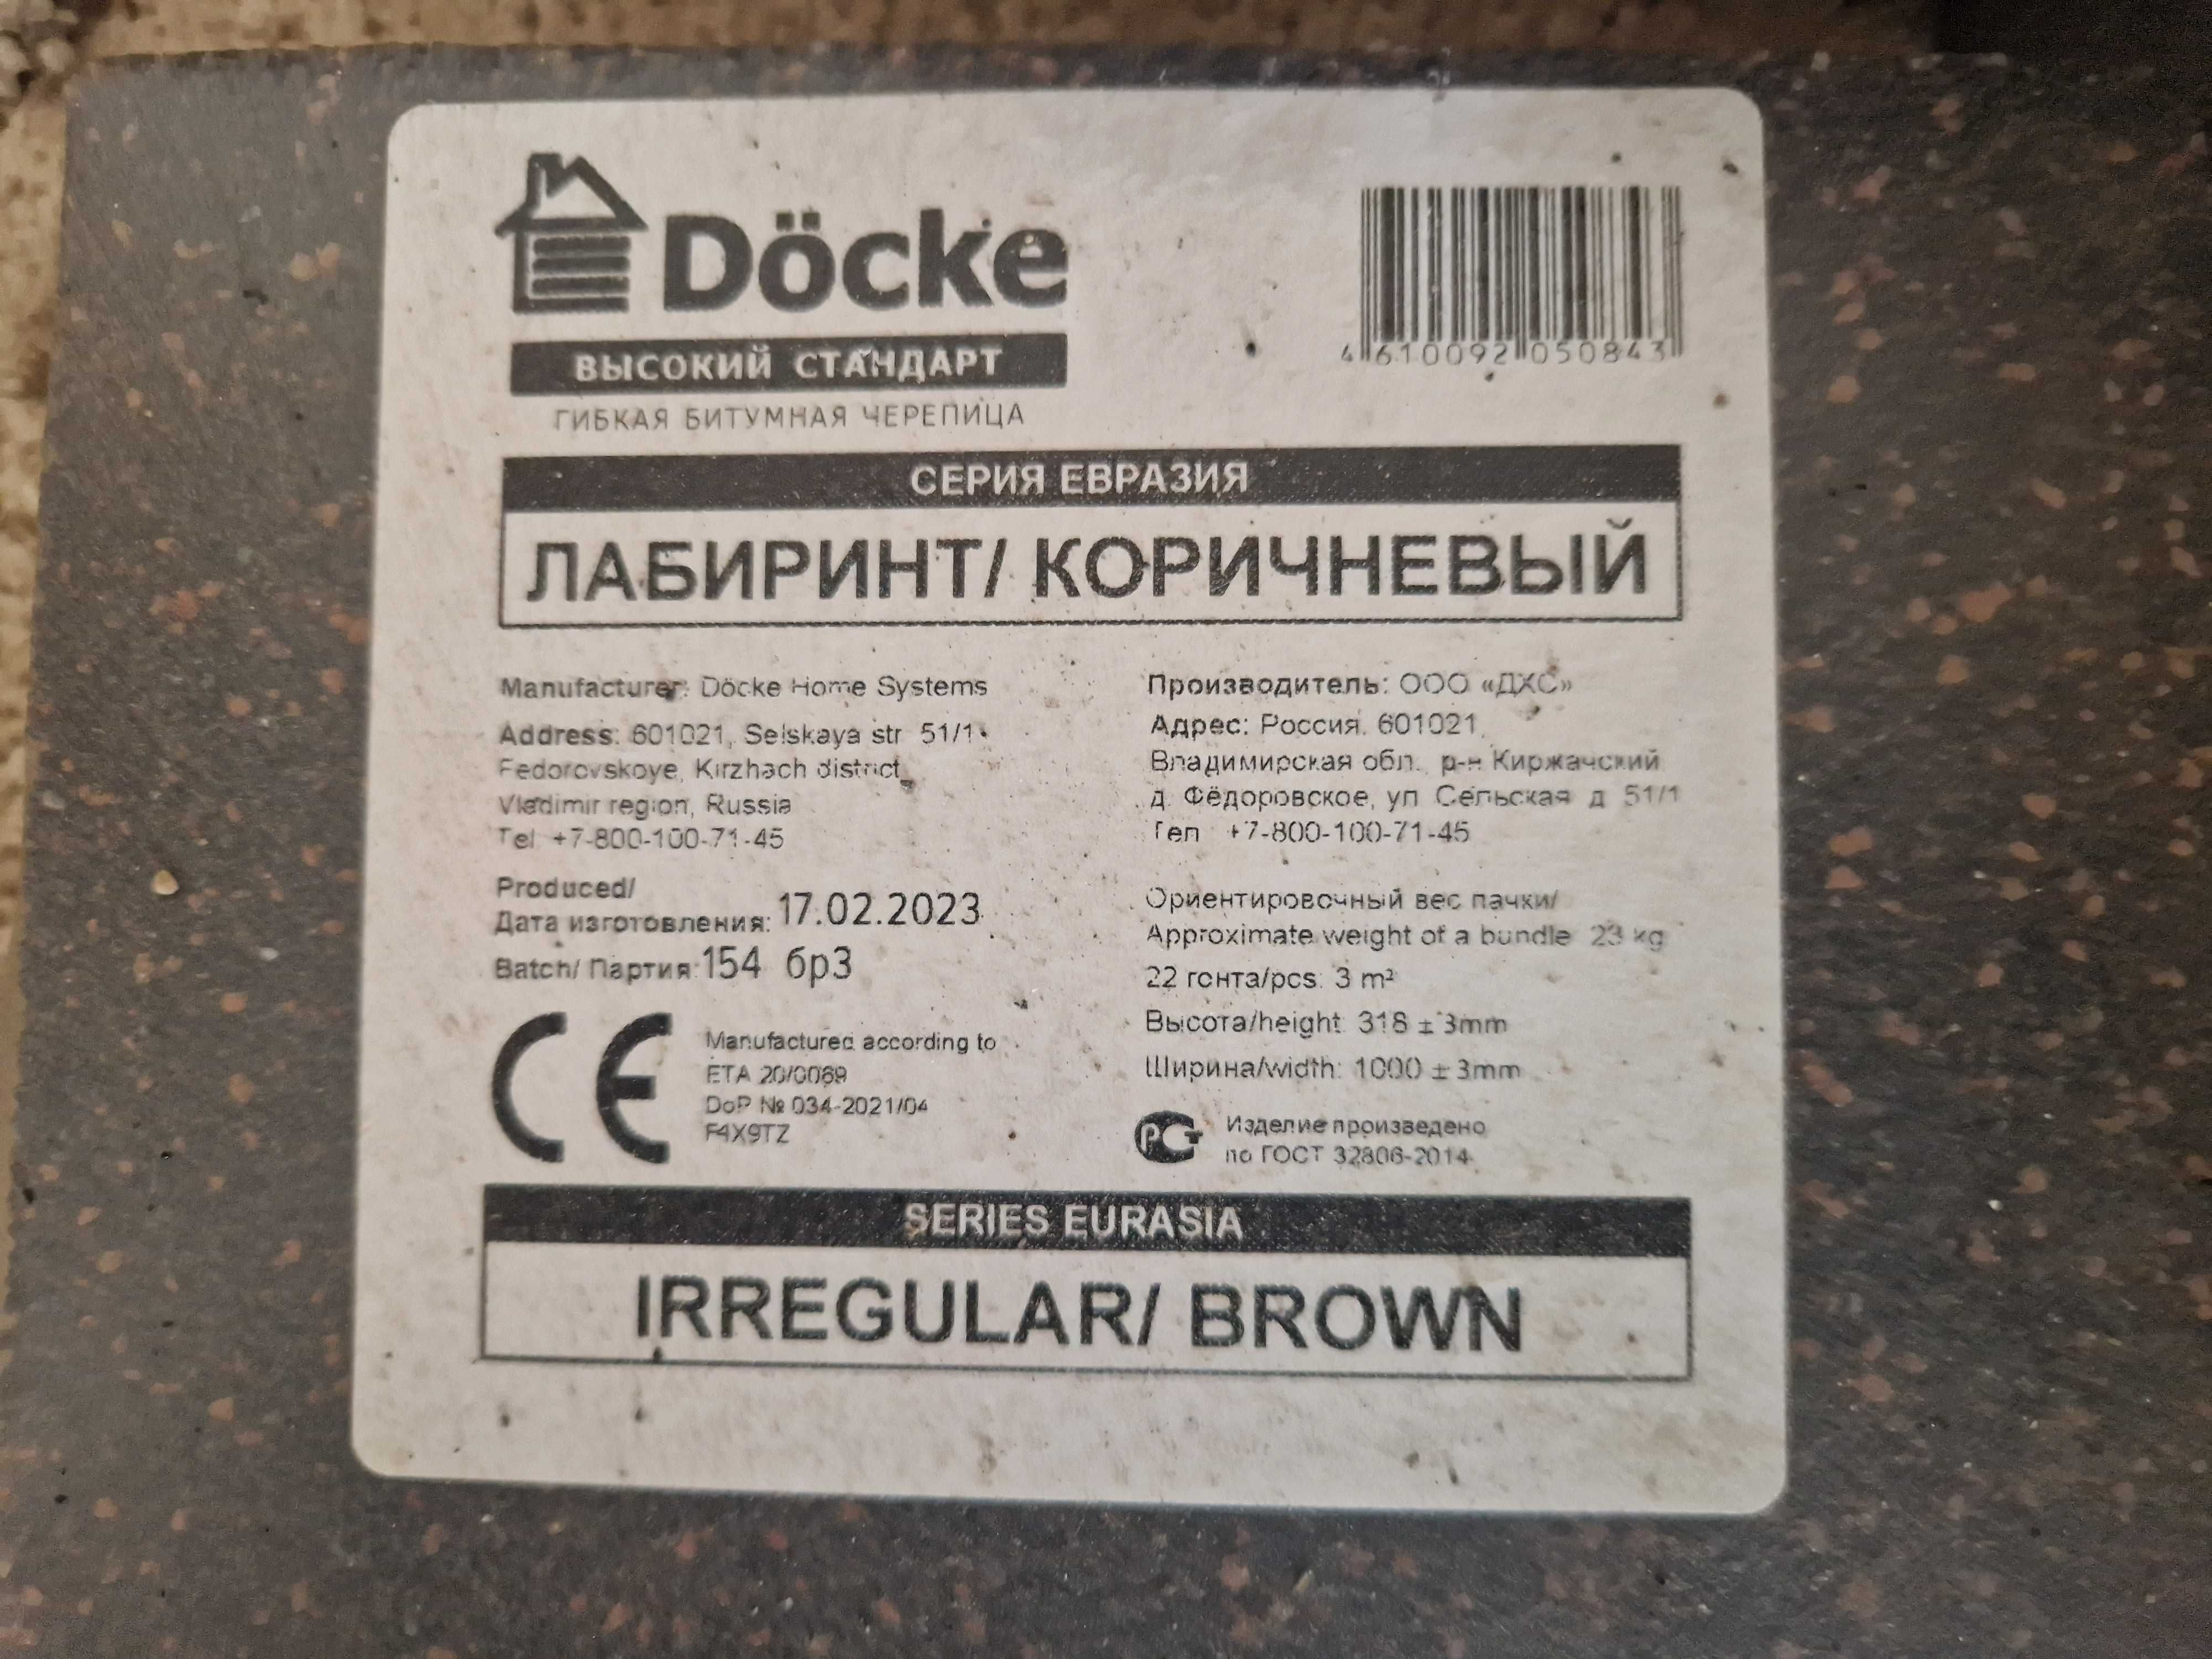 Döcke
ВЫСОКИЙ СТАНДАРТ
ГИБКАЯ БИТУМНАЯ ЧЕРЕПИЦА
4 610092 050843
СЕРИЯ ЕВРАЗИЯ
ЛАБИРИНТ/ КОРИЧНЕВЫЙ
Manufacturer: Döcke Home Systems
Address: 601021, Selskaya str 51/1
Fedorovskoye, Kirzhach district,
Vladimir region, Russia
Tel +7-800-100-71-45
Produced/
Дата изготовления: 17.02.2023
Batch/ Партия: 154 бр3
Manufactured according to
ETA 20/0069
DoP № 034-2021/04
F4X9TZ
Производитель: ООО «ДХС»
Адрес: Россия, 601021,
Владимирская обл., р-н Киржачский
д. Фёдоровское, ул Сельская д 51/1
Тел +7-800-100-71-45
Ориентировочный вес пачки/
Approximate weight of a bundle 23 kg
22 гонта/pcs: 3 m²
Высота/height: 318 ± 3mm
Ширина/width: 1000 ± 3mm
Изделие произведено
по ГОСТ 32806-2014
CE
РСТ
SERIES EURASIA
IRREGULAR/ BROWN